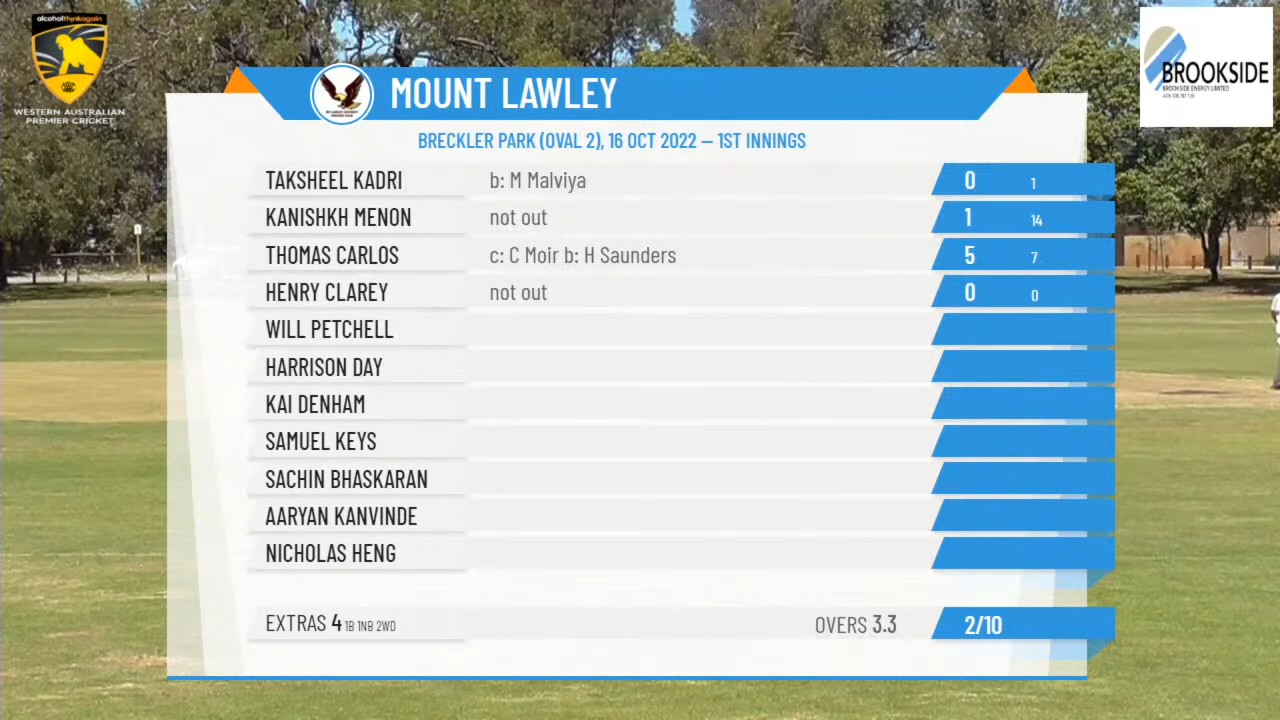 alcoholthinkagain
WESTERN AUSTRALIAN
PREMIER CRICKET
BROOKSIDE
BROOKSIDE ENERGY LIMITED
MOUNT LAWLEY
BRECKLER PARK (OVAL 2), 16 OCT 2022 – 1ST INNINGS
TAKSHEEL KADRI b: M Malviya 0 1
KANISHKH MENON not out 1 14
THOMAS CARLOS c: C Moir b: H Saunders 5 7
HENRY CLAREY not out 0 0
WILL PETCHELL
HARRISON DAY
KAI DENHAM
SAMUEL KEYS
SACHIN BHASKARAN
AARYAN KANVINDE
NICHOLAS HENG
EXTRAS 4 1B 1NB 2WD OVERS 3.3 2/10